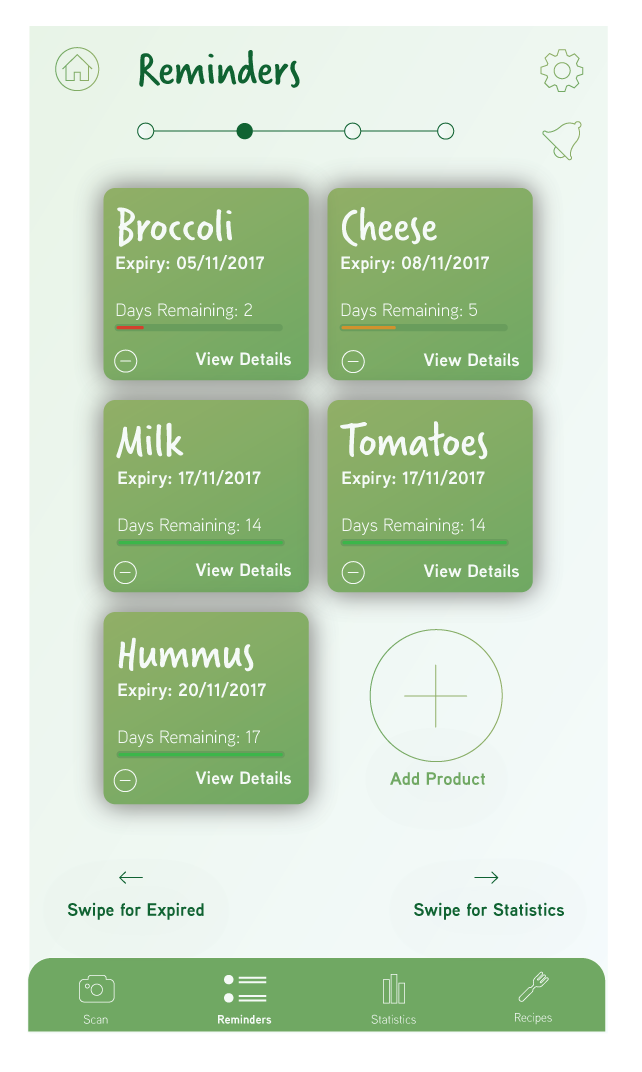 Reminders
Broccoli
Expiry: 05/11/2017
Days Remaining: 2
View Details
Cheese
Expiry: 08/11/2017
Days Remaining: 5
View Details
Milk
Expiry: 17/11/2017
Days Remaining: 14
View Details
Tomatoes
Expiry: 17/11/2017
Days Remaining: 14
View Details
Hummus
Expiry: 20/11/2017
Days Remaining: 17
View Details
Add Product
Swipe for Expired
Swipe for Statistics
Scan
Reminders
Statistics
Recipes